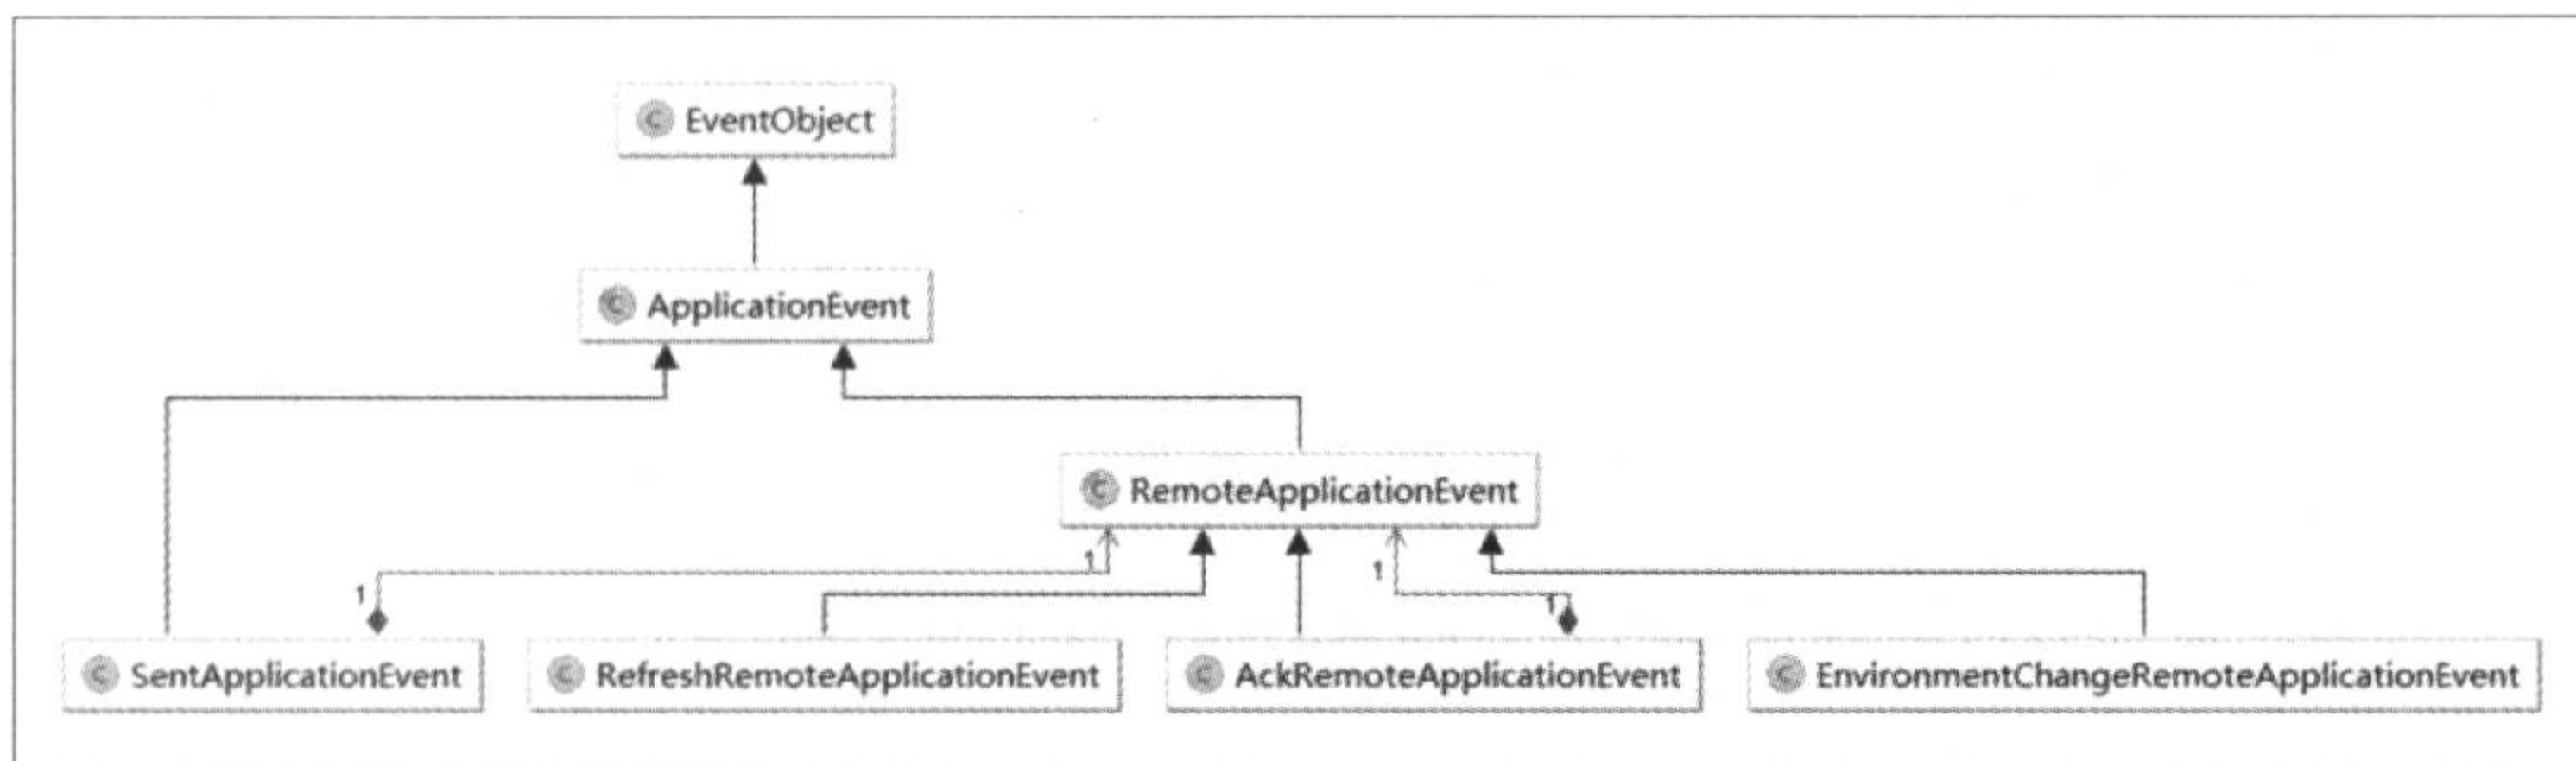 C EventObject
C ApplicationEvent
C RemoteApplicationEvent
1
1
1
1
C SentApplicationEvent
C RefreshRemoteApplicationEvent
C AckRemoteApplicationEvent
C EnvironmentChangeRemoteApplicationEvent